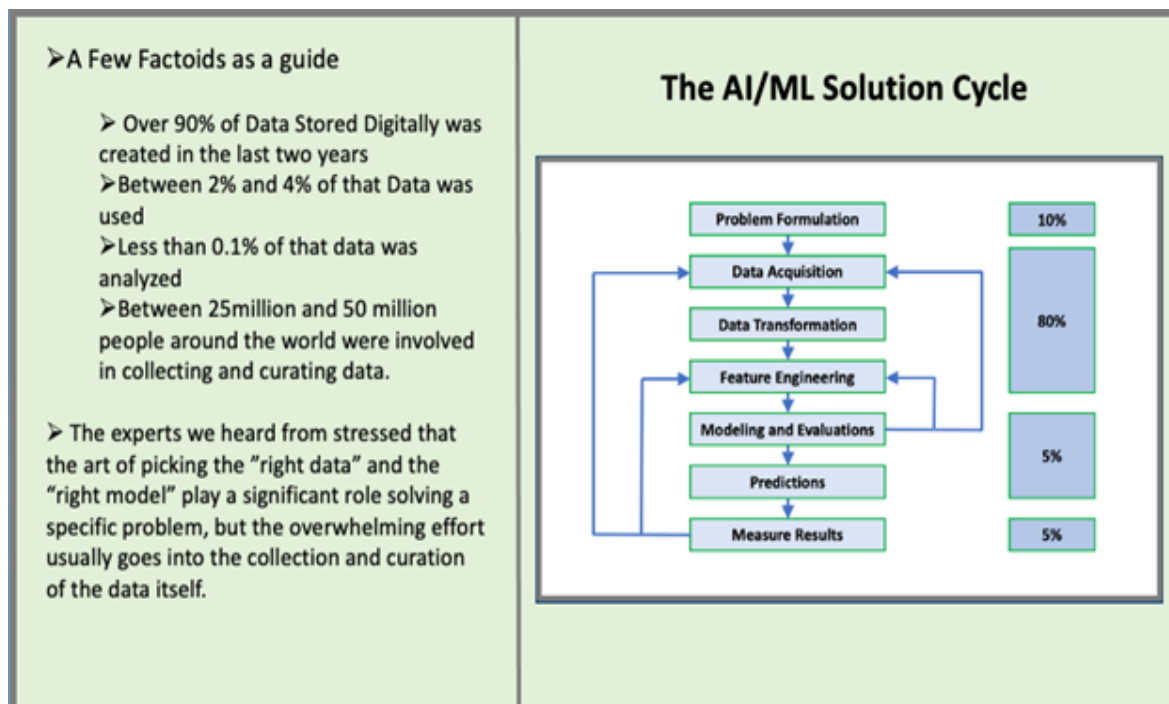 ➢A Few Factoids as a guide
➢ Over 90% of Data Stored Digitally was
created in the last two years
➢Between 2% and 4% of that Data was
used
➢Less than 0.1% of that data was
analyzed
➢Between 25million and 50 million
people around the world were involved
in collecting and curating data.
➢ The experts we heard from stressed that
the art of picking the "right data" and the
“right model” play a significant role solving a
specific problem, but the overwhelming effort
usually goes into the collection and curation
of the data itself.
The AI/ML Solution Cycle
Problem Formulation
10%
Data Acquisition
Data Transformation
80%
Feature Engineering
Modeling and Evaluations
5%
Predictions
Measure Results
5%